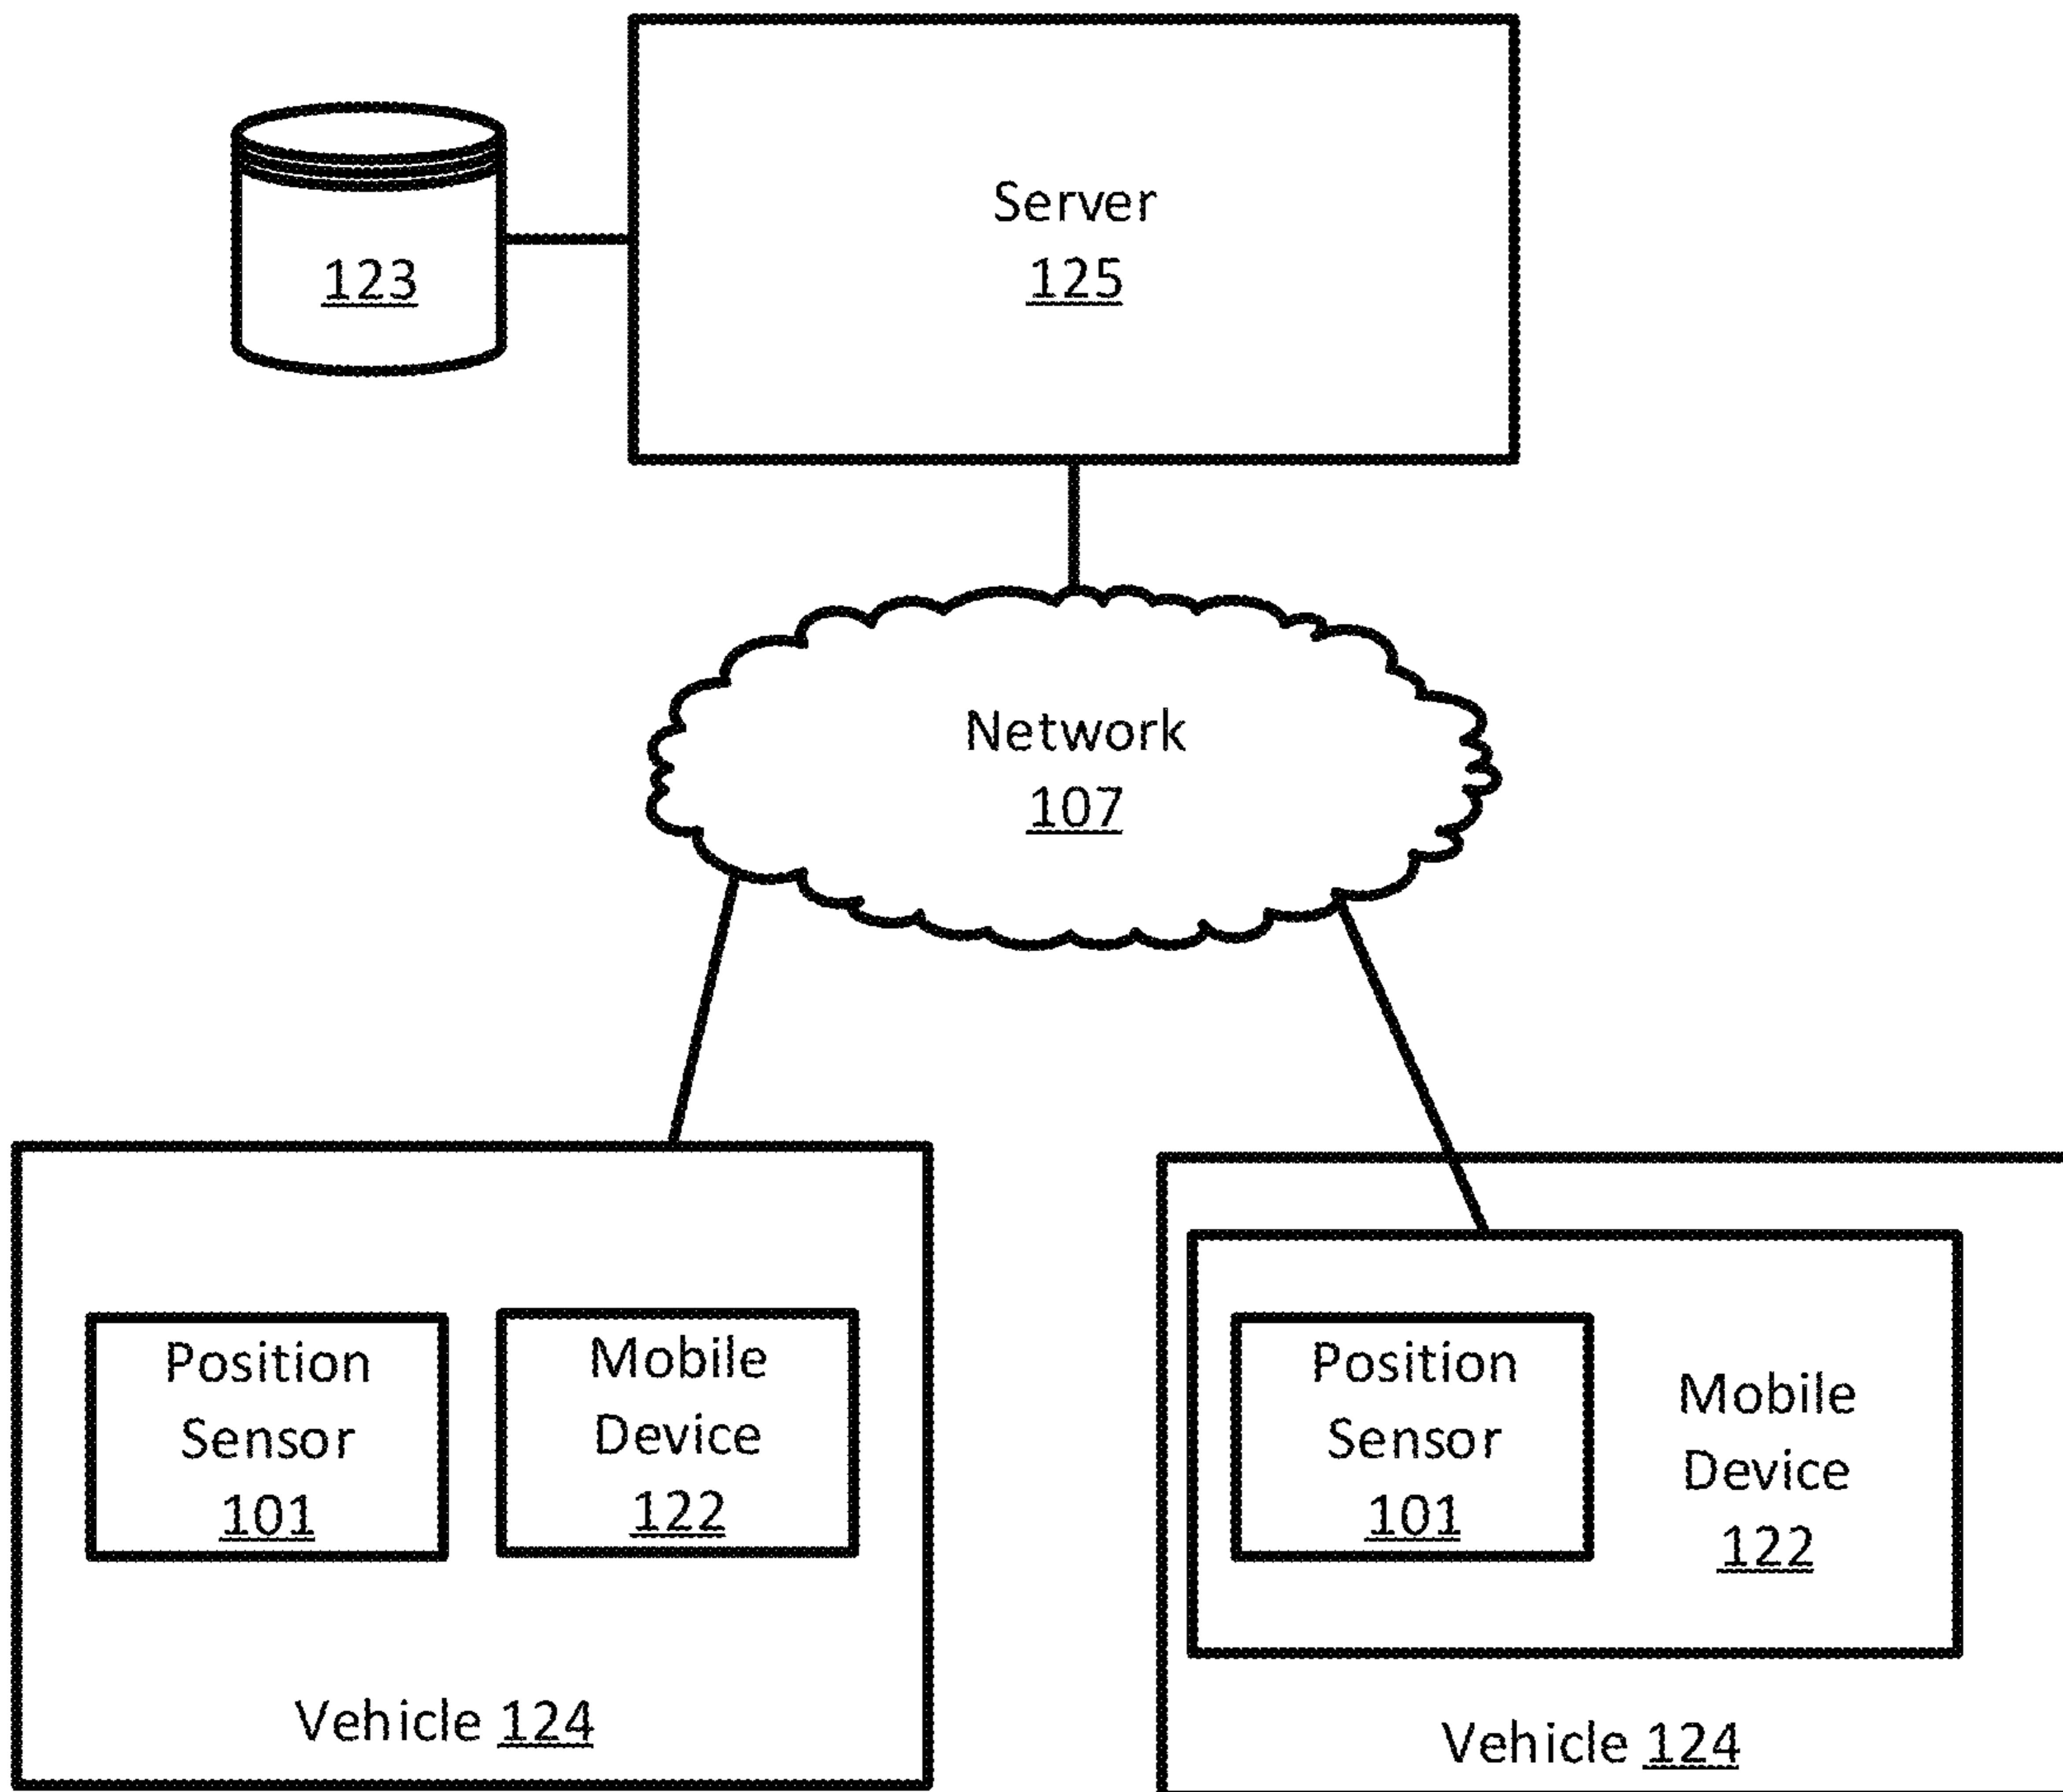 Server
125
123
Network
107
Position
Sensor
101
Mobile
Device
122
Vehicle 124
Position
Sensor
101
Mobile
Device
122
Vehicle 124